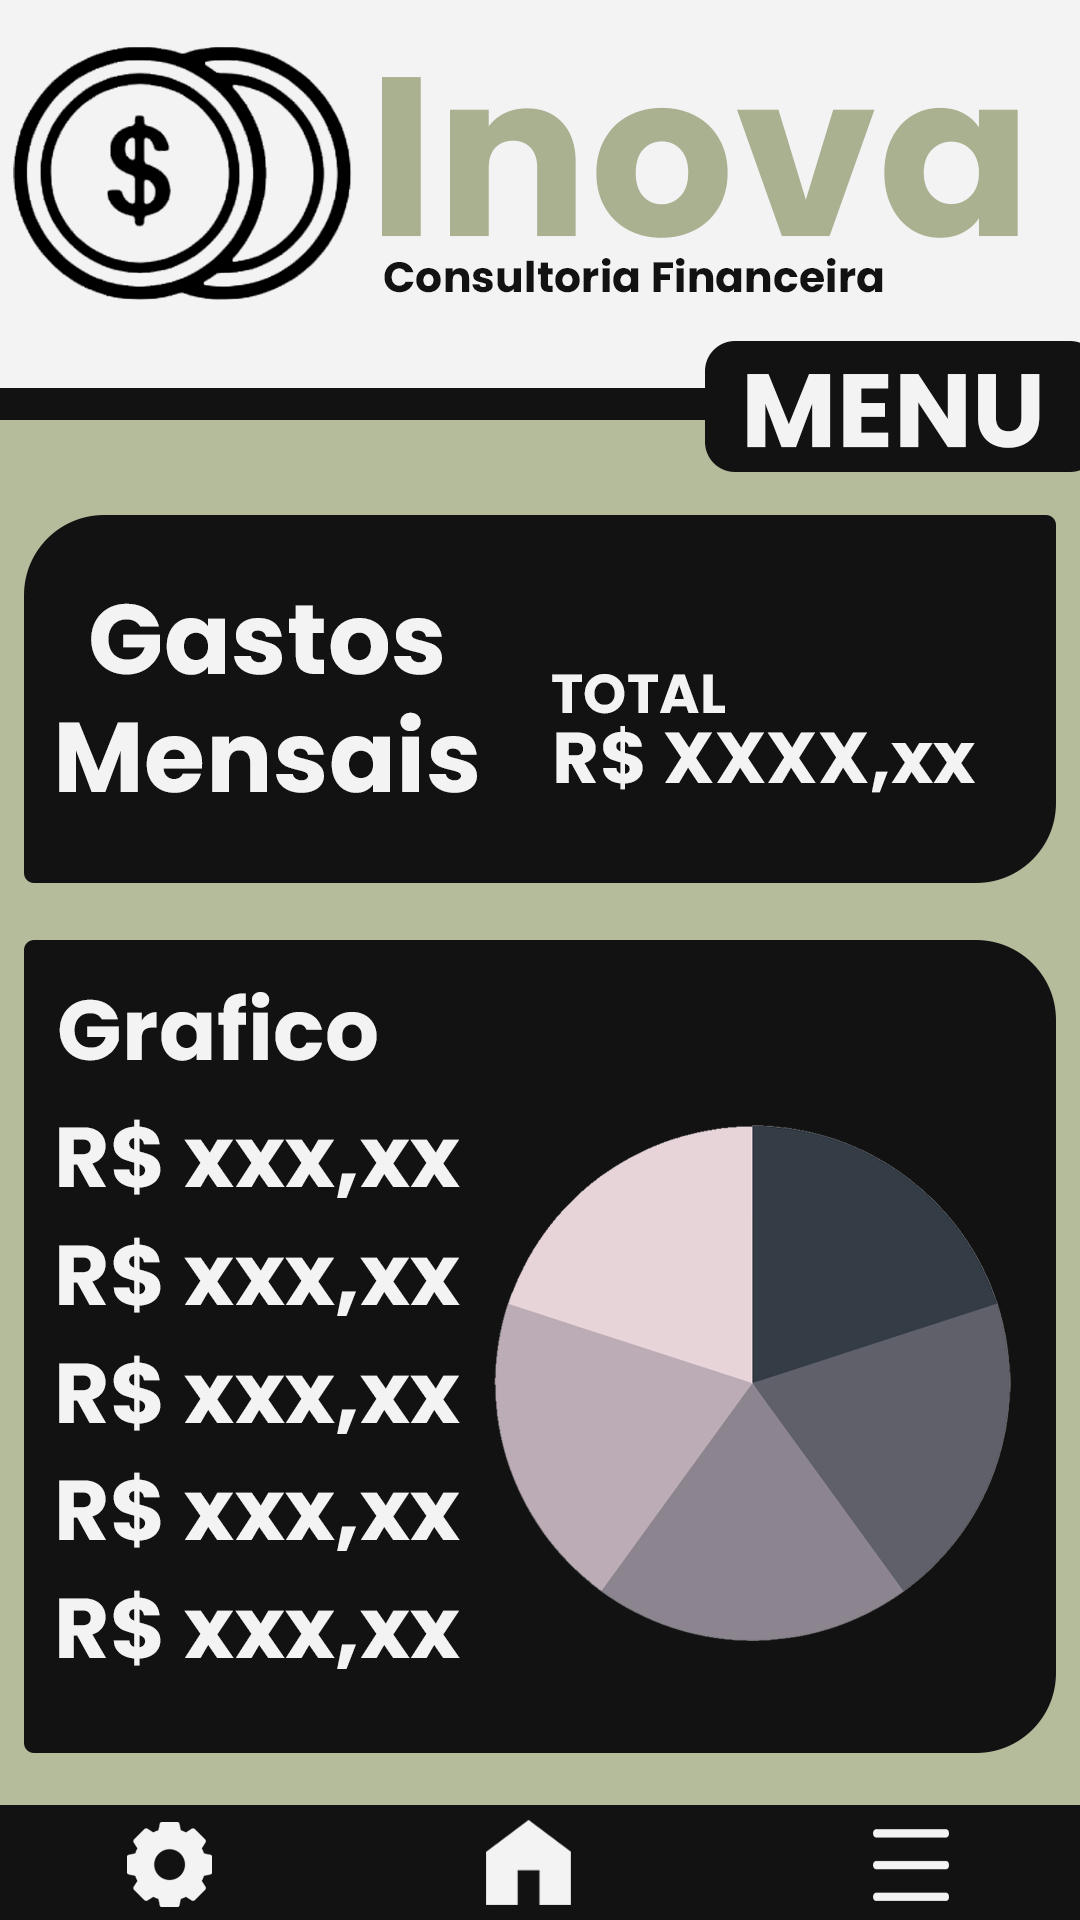 $
Inova
Consultoria Financeira
MENU
Gastos
Mensais
TOTAL
R$ XXXX,xx
Grafico
R$ xxx,xx
R$ xxx,xx
R$ xxx,xx
R$ xxx,xx
R$ xxx,xx